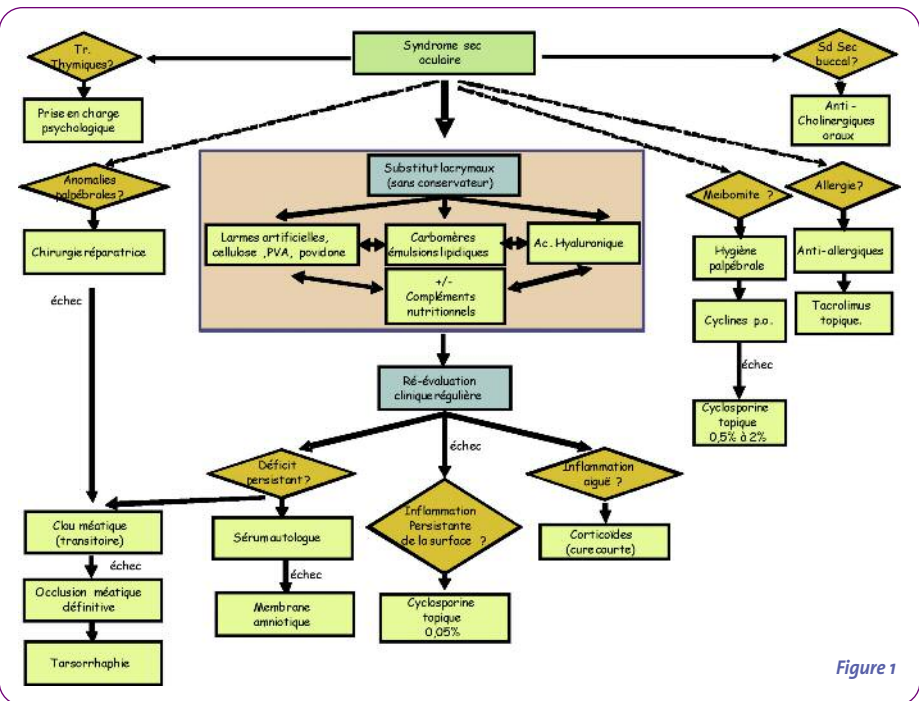 Syndrome sec
oculaire
Tr.
Thymiques?
Sd Sec
buccal?
Prise en charge
psychologique
Anti -
Cholinergiques
oraux
Anomalies
palpébrales?
Substitut lacrymaux
(sans conservateur)
Meibomite ?
Allergie?
Chirurgie réparatrice
Larmes artificielles,
cellulose ,PVA, povidone
Carbomères
émulsions lipidiques
Ac. Hyaluronique
Hygiène
palpébrale
Anti-allergiques
+/-
Compléments
nutritionnels
échec
Cyclines p.o.
Tacrolimus
topique.
échec
Ré-évaluation
clinique régulière
Cyclosporine
topique
0,5% à 2%
échec
Déficit
persistant?
Inflammation
aiguë ?
Inflammation
Persistante
de la surface ?
Clou méatique
(transitoire)
Sérum autologue
Corticoïdes
(cure courte)
échec
échec
Occlusion méatique
définitive
Membrane
amniotique
Cyclosporine
topique
0,05%
Tarsorrhaphie
Figure 1